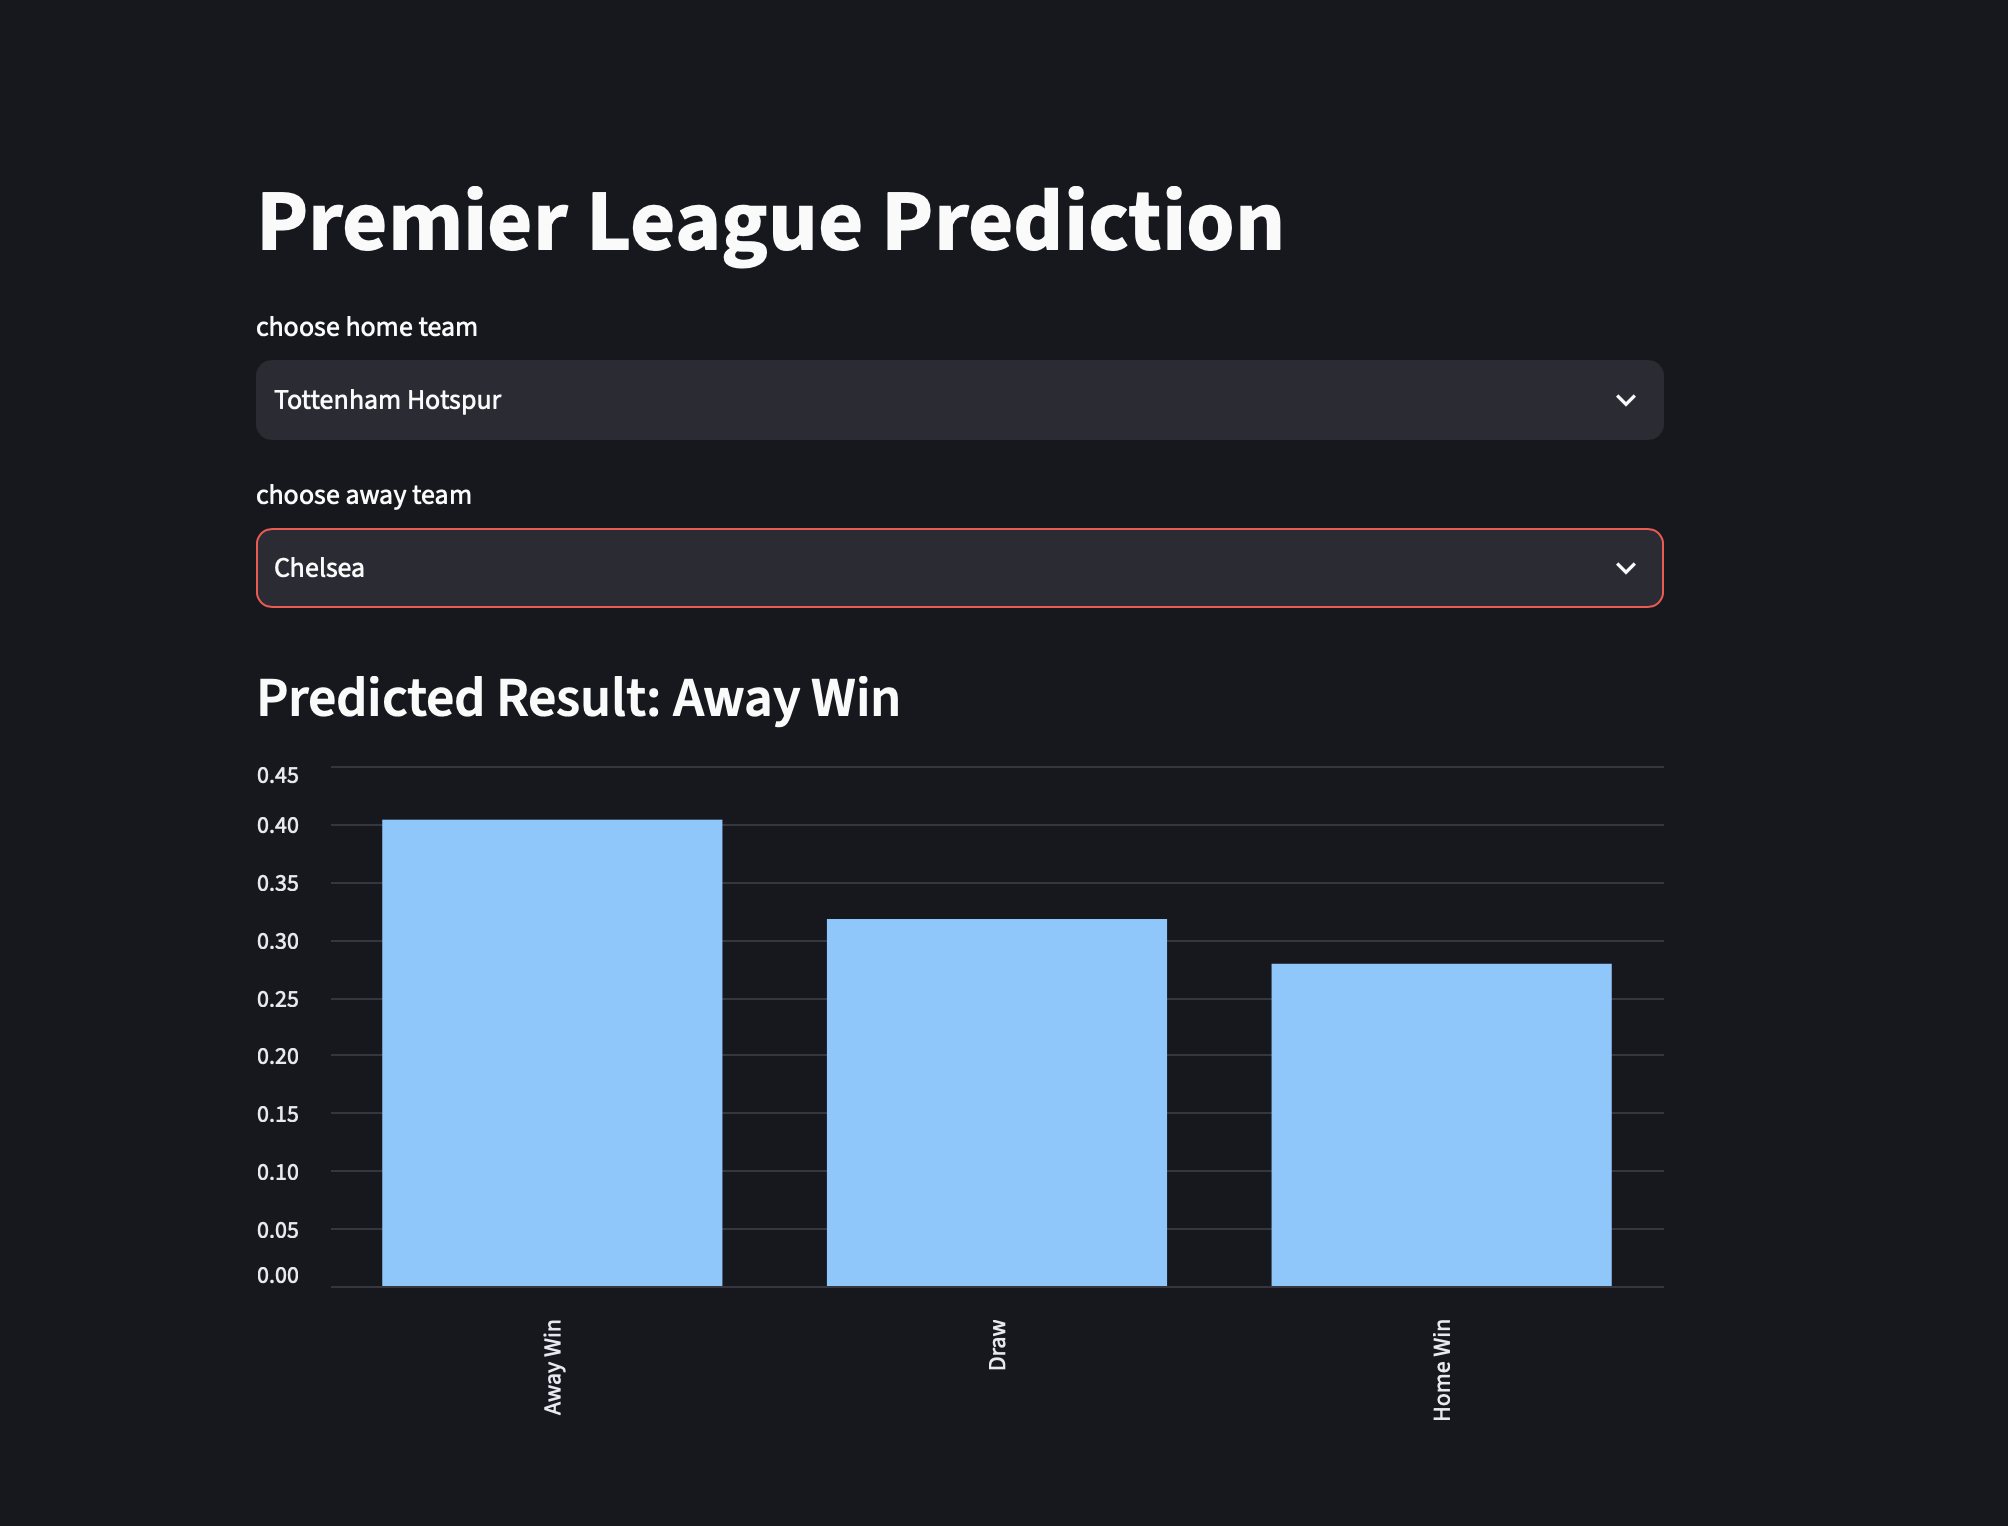 Premier League Prediction
choose home team
Tottenham Hotspur
choose away team
Chelsea
Predicted Result: Away Win
0.45
0.40
0.35
0.30
0.25
0.20
0.15
0.10
0.05
0.00
Away Win
Draw
Home Win